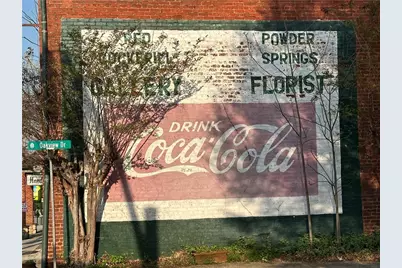 POWDER
SPRINGS
GALLERY
FLORIST
DRINK
Coca-Cola
Oakview Dr